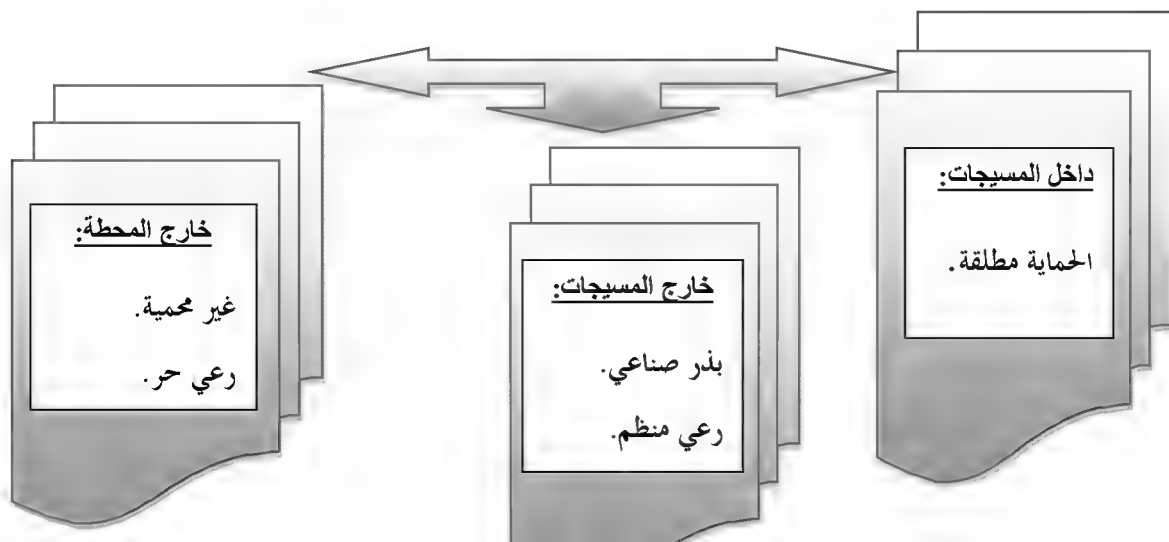 داخل المسيجات:
الحماية مطلقة.
خارج المسيجات:
بذر صناعي.
رعي منظم.
خارج المحطة:
غير محمية.
رعي حر.